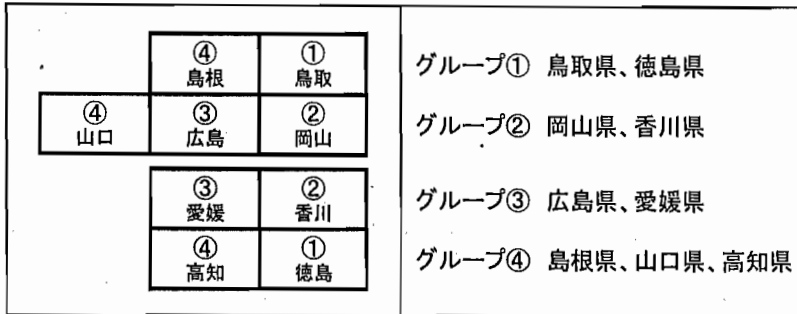 ④ ①
島根 鳥取
④ ③ ②
山口 広島 岡山
③ ②
愛媛 香川
④ ①
高知 徳島
グループ① 鳥取県、徳島県
グループ② 岡山県、香川県
グループ③ 広島県、愛媛県
グループ④ 島根県、山口県、高知県